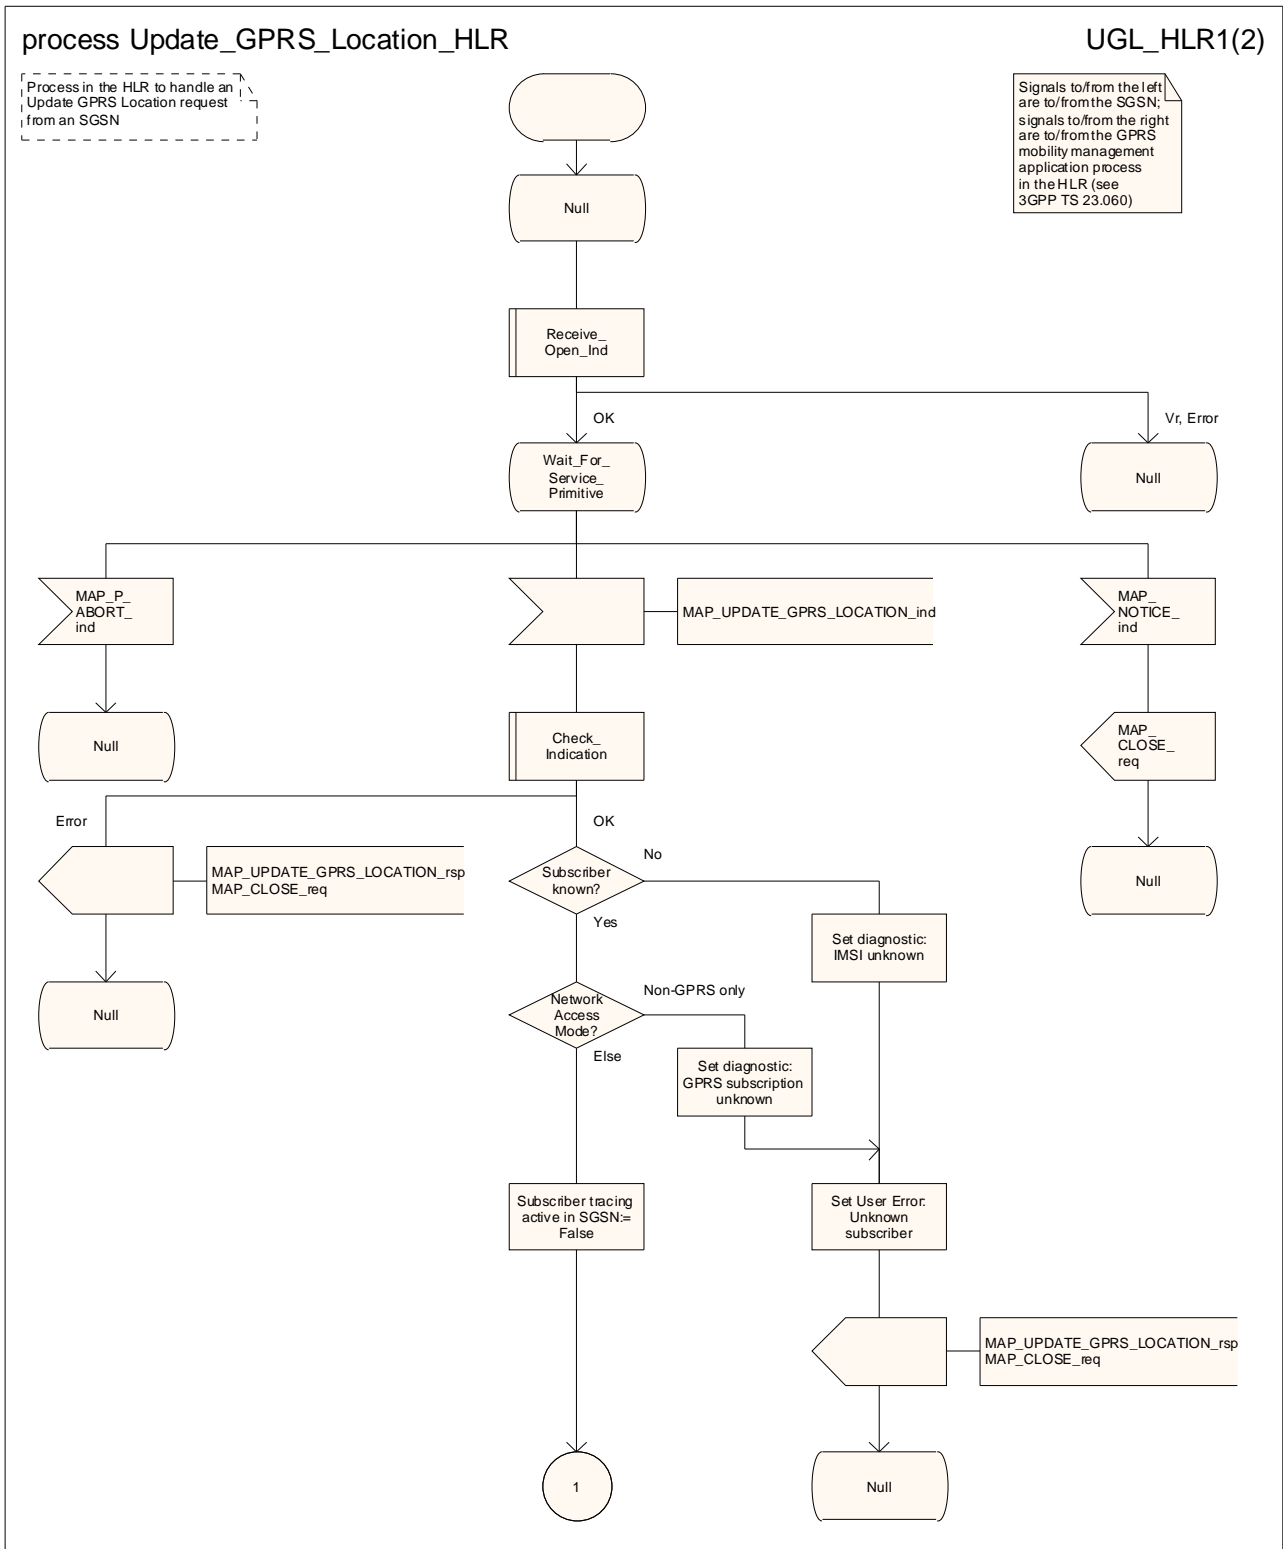 process Update_GPRS_Location_HLR
UGL_HLR1(2)
Process in the HLR to handle an
Update GPRS Location request
from an SGSN
Signals to/from the left
are to/from the SGSN;
signals to/from the right
are to/from the GPRS
mobility management
application process
in the HLR (see
3GPP TS 23.060)
Null
Receive_
Open_Ind
OK
Vr, Error
Wait_For_
Service_
Primitive
Null
MAP_P_
ABORT_
ind
MAP_UPDATE_GPRS_LOCATION_ind
MAP_
NOTICE_
ind
Null
Check_
Indication
MAP_
CLOSE_
req
Error
OK
MAP_UPDATE_GPRS_LOCATION_rsp
MAP_CLOSE_req
Subscriber
known?
No
Yes
Null
Set diagnostic:
IMSI unknown
Null
Network
Access
Mode?
Non-GPRS only
Else
Set diagnostic:
GPRS subscription
unknown
Subscriber tracing
active in SGSN:=
False
Set User Error:
Unknown
subscriber
MAP_UPDATE_GPRS_LOCATION_rsp
MAP_CLOSE_req
1
Null